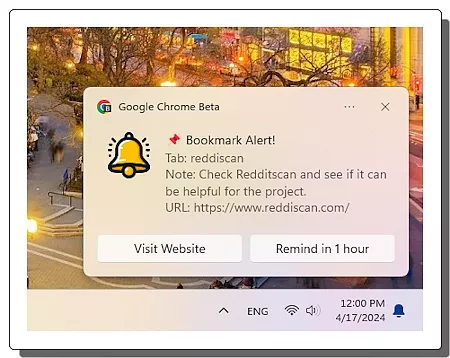 Google Chrome Beta
📌 Bookmark Alert!
Tab: reddiscan
Note: Check Redditscan and see if it can
be helpful for the project.
URL: https://www.reddiscan.com/
Visit Website
Remind in 1 hour
ENG
12:00 PM
4/17/2024